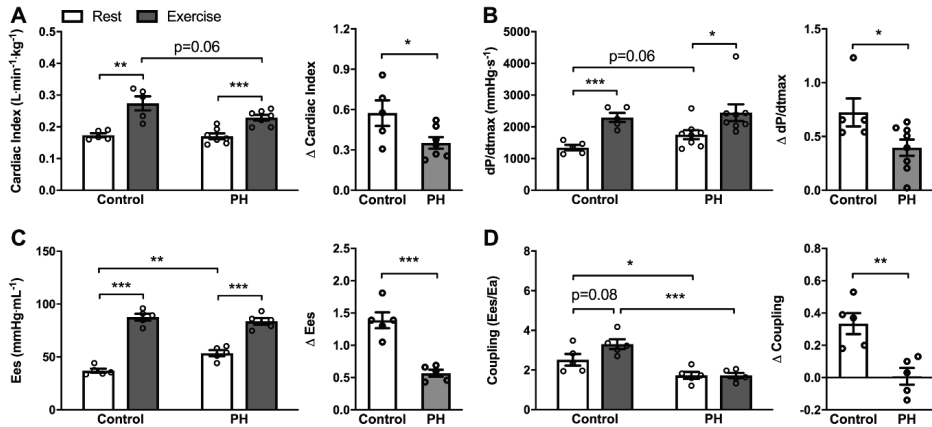 Rest Exercise
A
Cardiac Index (L·min⁻¹·kg⁻¹)
0.5
0.4
0.3
0.2
0.1
0.0
**
p=0.06
***
Control PH
Δ Cardiac Index
1.2
0.9
0.6
0.3
0.0
*
Control PH
B
dP/dtmax (mmHg·s⁻¹)
5000
4000
3000
2000
1000
0
p=0.06
***
*
Control PH
Δ dP/dtmax
1.5
1.0
0.5
0.0
*
Control PH
C
Ees (mmHg·mL⁻¹)
150
100
50
0
**
***
***
Control PH
Δ Ees
2.5
2.0
1.5
1.0
0.5
0.0
***
Control PH
D
Coupling (Ees/Ea)
8
6
4
2
0
*
p=0.08
***
Control PH
Δ Coupling
0.8
0.6
0.4
0.2
0.0
-0.2
**
Control PH